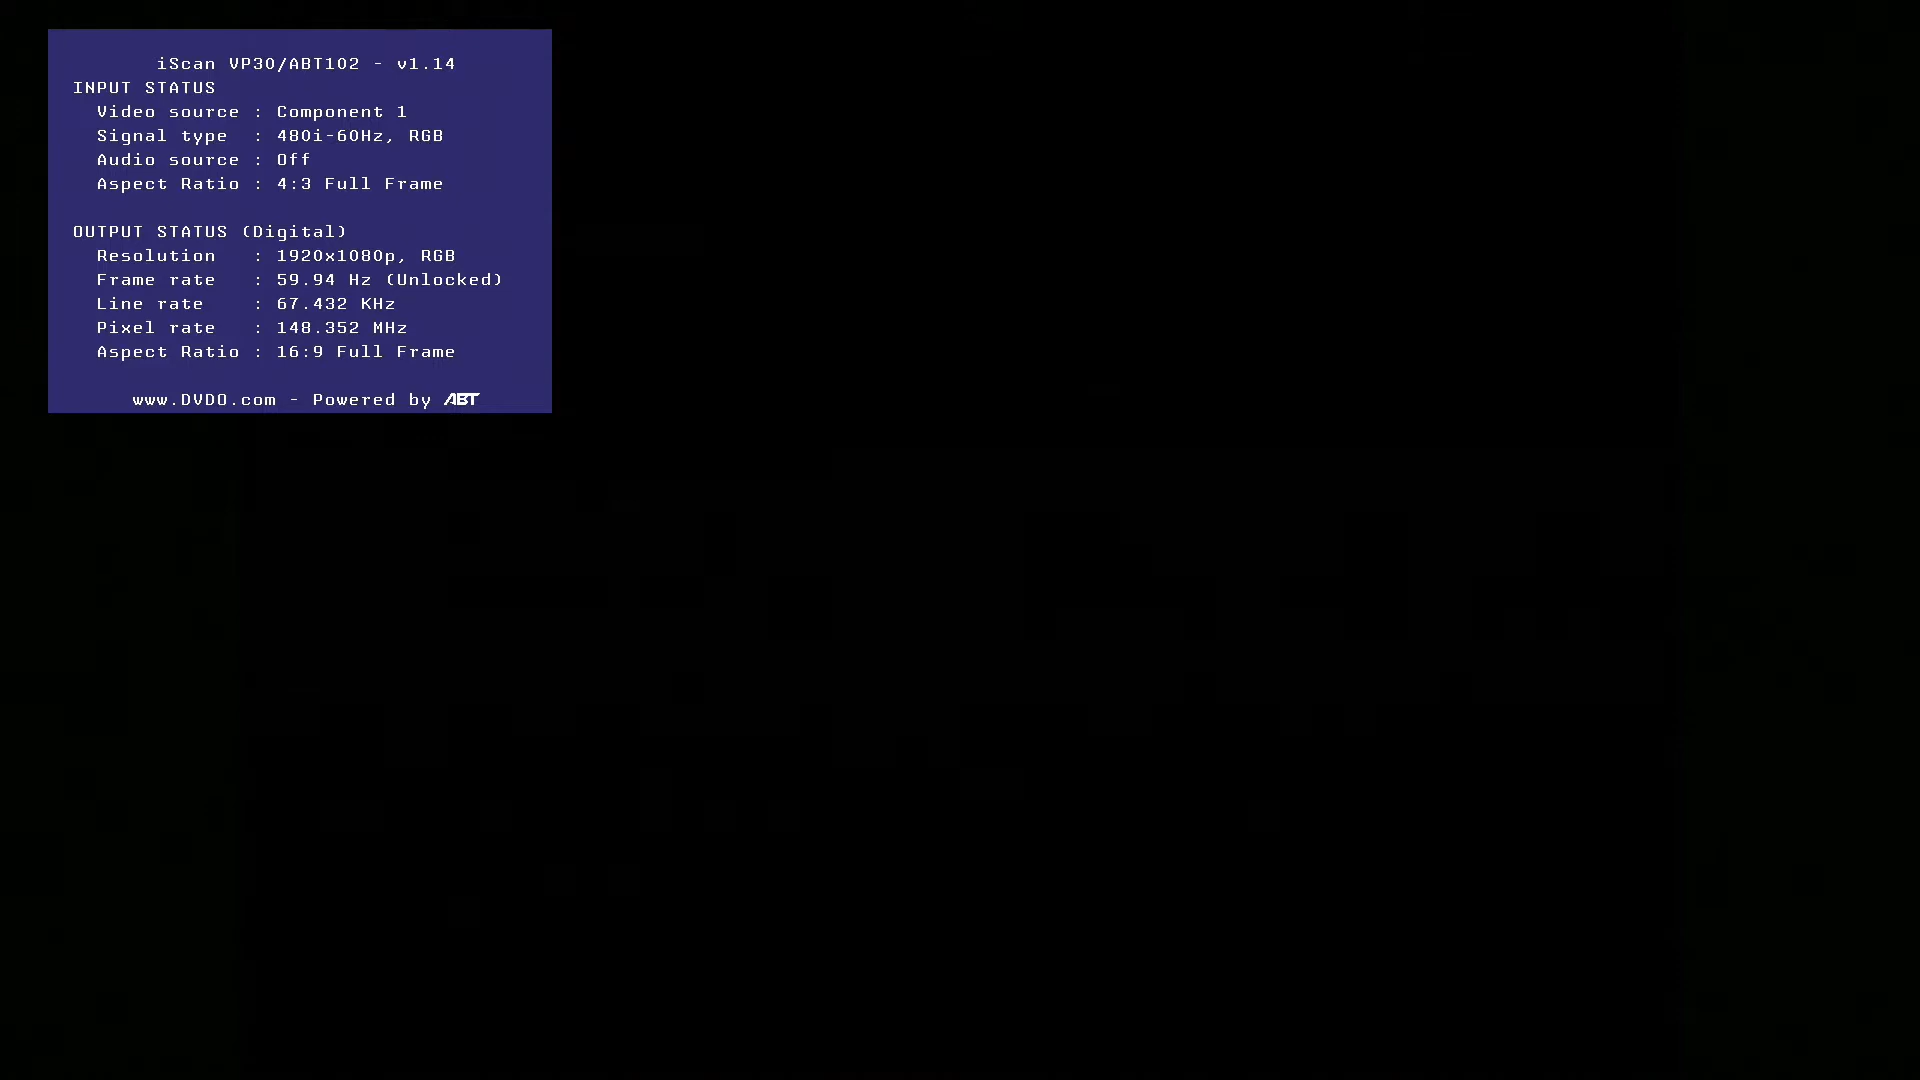 iScan VP30/ABT102 - v1.14
INPUT STATUS
Video source : Component 1
Signal type : 480i-60Hz, RGB
Audio source : Off
Aspect Ratio : 4:3 Full Frame
OUTPUT STATUS (Digital)
Resolution : 1920x1080p, RGB
Frame rate : 59.94 Hz (Unlocked)
Line rate : 67.432 KHz
Pixel rate : 148.352 MHz
Aspect Ratio : 16:9 Full Frame
www.DVDO.com - Powered by ABT